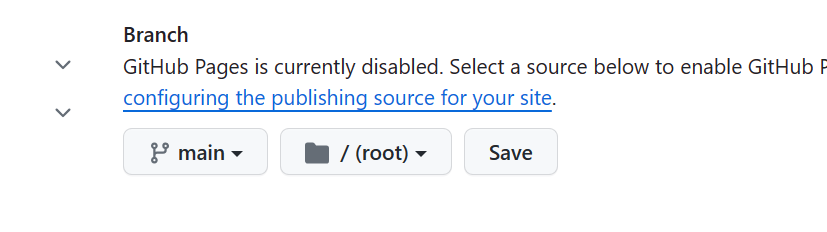 Branch
GitHub Pages is currently disabled. Select a source below to enable GitHub
configuring the publishing source for your site.
main / (root) Save